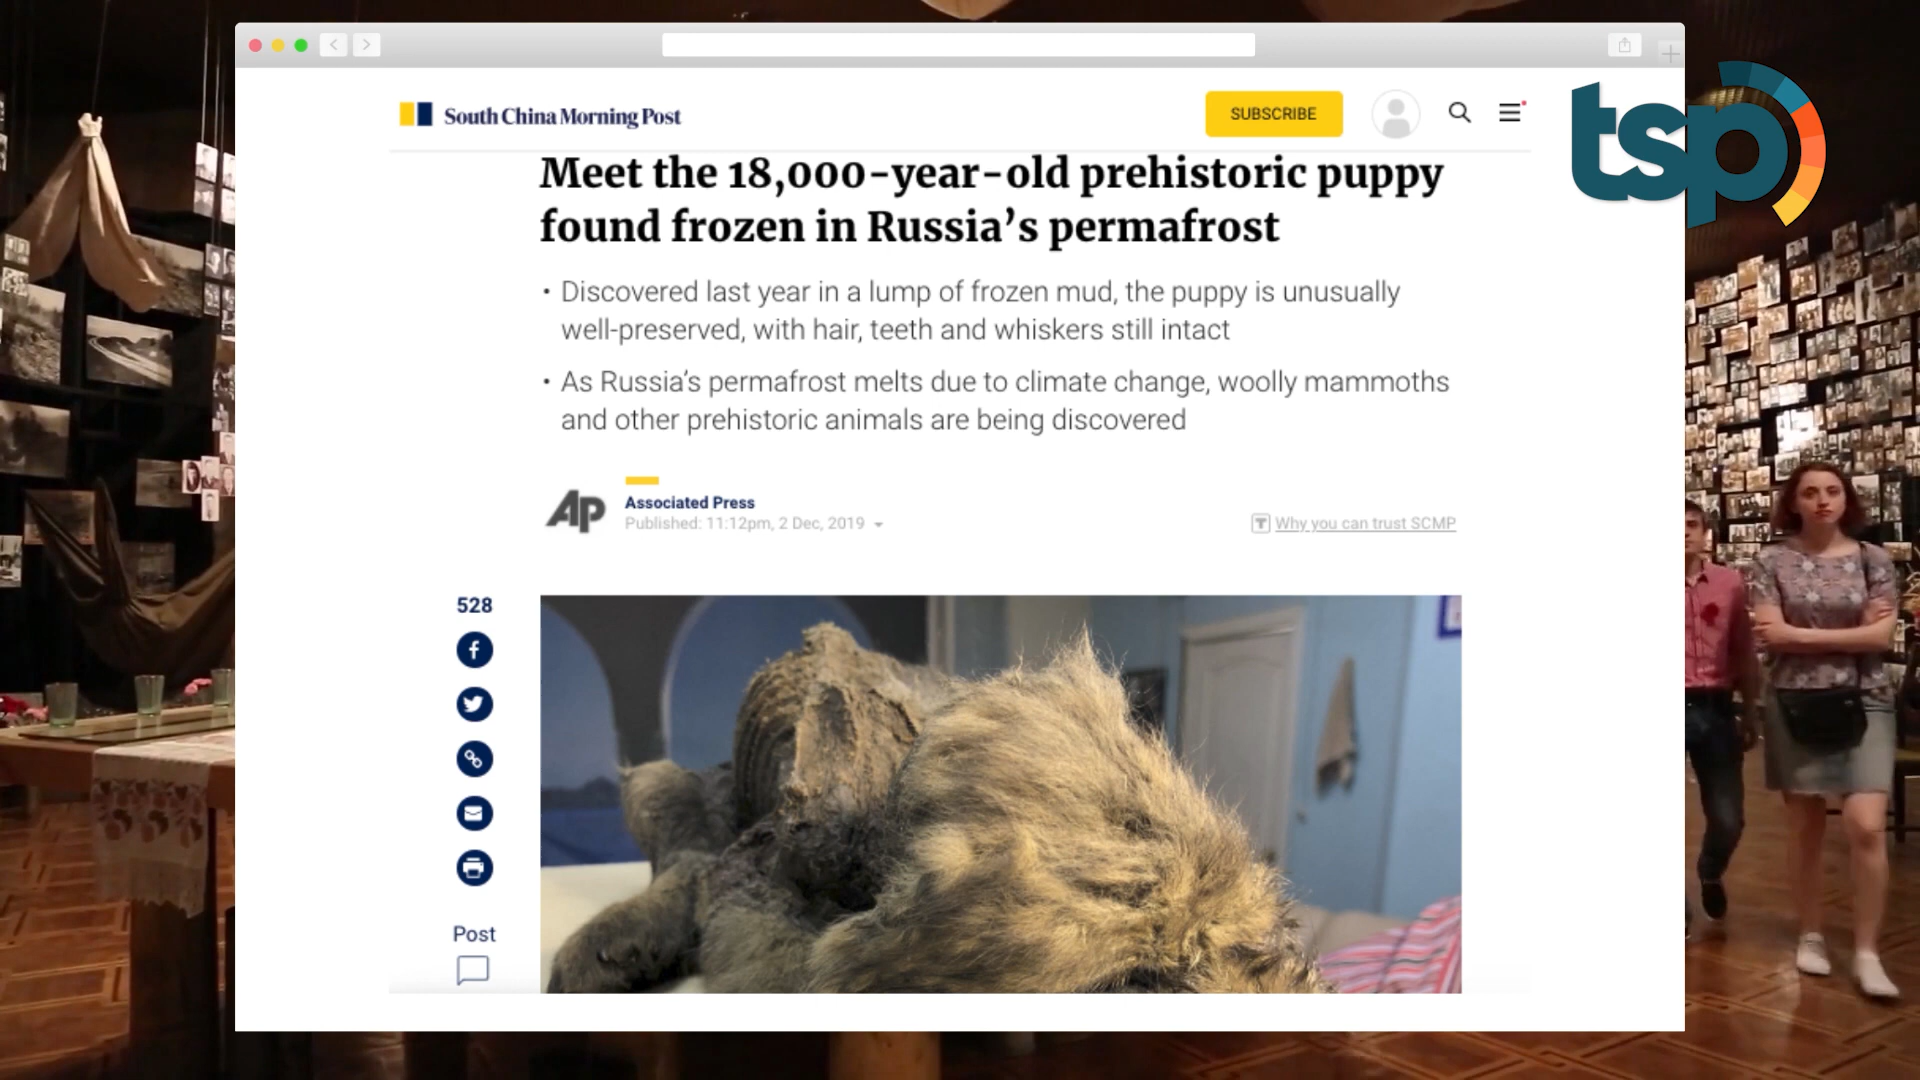 South China Morning Post
SUBSCRIBE
tsp
Meet the 18,000-year-old prehistoric puppy
found frozen in Russia's permafrost
• Discovered last year in a lump of frozen mud, the puppy is unusually
well-preserved, with hair, teeth and whiskers still intact
• As Russia's permafrost melts due to climate change, woolly mammoths
and other prehistoric animals are being discovered
AP
Associated Press
Published: 11:12pm, 2 Dec, 2019
Why you can trust SCMP
528
Post